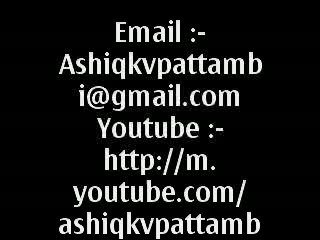 Email :-
Ashiqkvpattamb
i@gmail.com
Youtube :-
http://m.
youtube.com/
ashiqkvpattamb